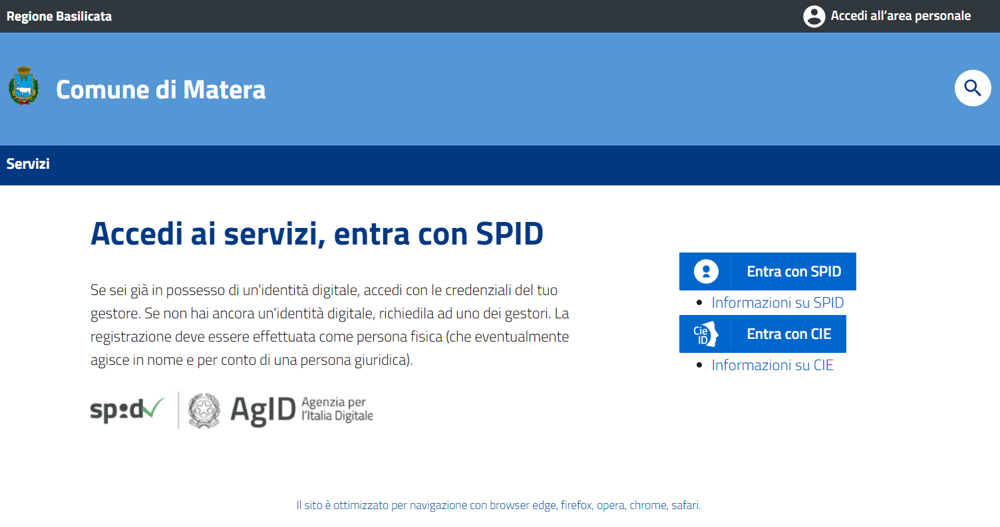 Regione Basilicata
Accedi all’area personale
Comune di Matera
Servizi
Accedi ai servizi, entra con SPID
Se sei già in possesso di un'identità digitale, accedi con le credenziali del tuo
gestore. Se non hai ancora un'identità digitale, richiedila ad uno dei gestori. La
registrazione deve essere effettuata come persona fisica (che eventualmente
agisce in nome e per conto di una persona giuridica).
spid
AgID
Agenzia per
l'Italia Digitale
Entra con SPID
Informazioni su SPID
Cie
ID
Entra con CIE
Informazioni su CIE
Il sito è ottimizzato per navigazione con browser edge, firefox, opera, chrome, safari.